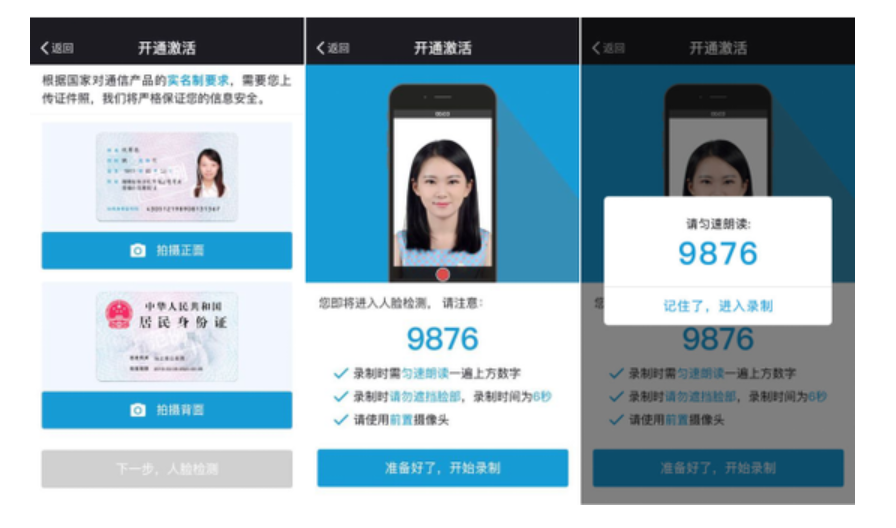 返回
开通激活
根据国家对通信产品的实名制要求，需要您上
传证件照，我们将严格保证您的信息安全。
拍摄正面
中华人民共和国
居民身份证
拍摄背面
下一步，人脸检测
返回
开通激活
您即将进入人脸检测，请注意：
9876
录制时需匀速朗读一遍上方数字
录制时请勿遮挡脸部，录制时间为6秒
请使用前置摄像头
准备好了，开始录制
返回
开通激活
请匀速朗读:
9876
记住了，进入录制
您
9876
录制时需匀速朗读一遍上方数字
录制时请勿遮挡脸部，录制时间为6秒
请使用前置摄像头
准备好了，开始录制